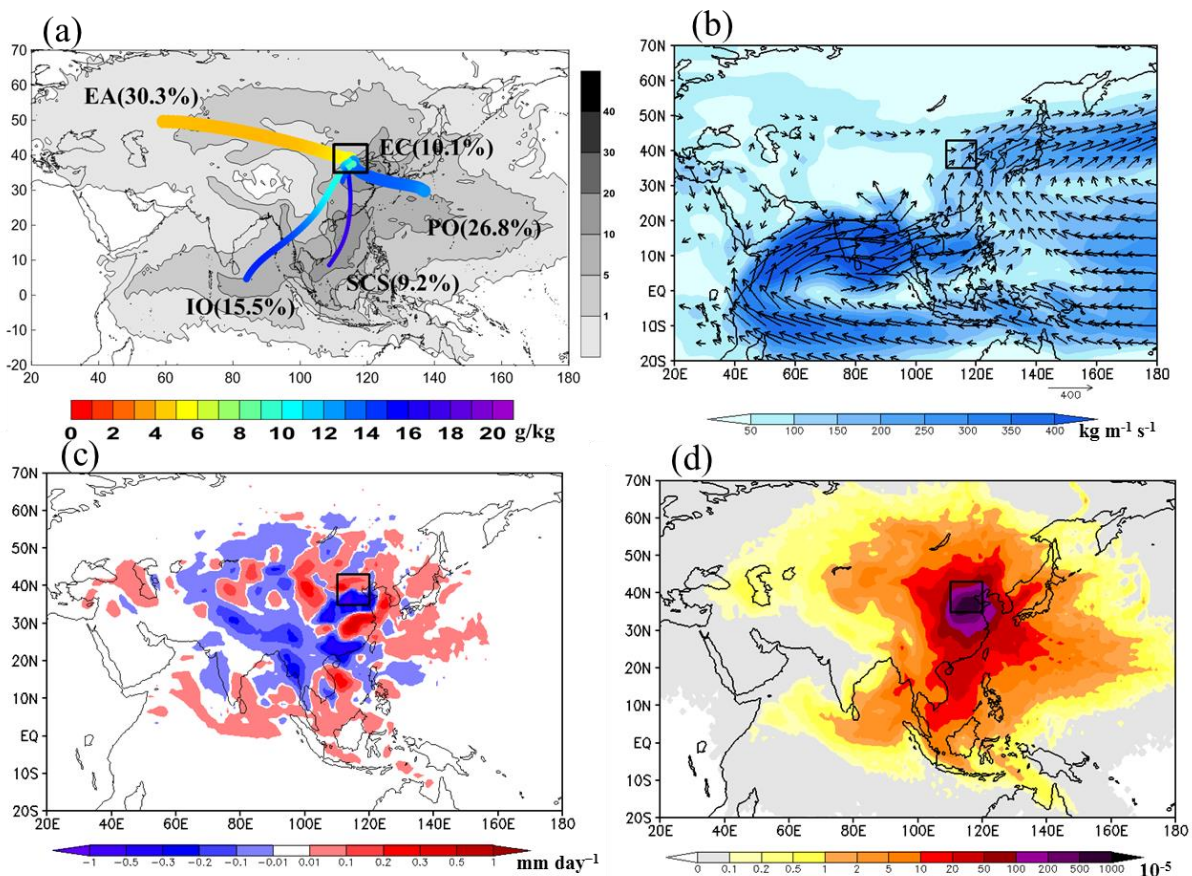 (a)
70
60
50
40
30
20
10
0
-10
-20
20 40 60 80 100 120 140 160 180
EA(30.3%)
EC(10.1%)
PO(26.8%)
SCS(9.2%)
IO(15.5%)
40
30
20
10
5
1
0 2 4 6 8 10 12 14 16 18 20 g/kg
(b)
70N
60N
50N
40N
30N
20N
10N
EQ
10S
20S
20E 40E 60E 80E 100E 120E 140E 160E 180
400
50 100 150 200 250 300 350 400 kg m⁻¹ s⁻¹
(c)
70N
60N
50N
40N
30N
20N
10N
EQ
10S
20S
20E 40E 60E 80E 100E 120E 140E 160E 180
-1 -0.5 -0.3 -0.2 -0.1 -0.01 0.01 0.1 0.2 0.3 0.5 1 mm day⁻¹
(d)
70N
60N
50N
40N
30N
20N
10N
EQ
10S
20S
20E 40E 60E 80E 100E 120E 140E 160E 180
0 0.1 0.2 0.5 1 2 5 10 20 50 100 200 500 1000 10⁻⁵